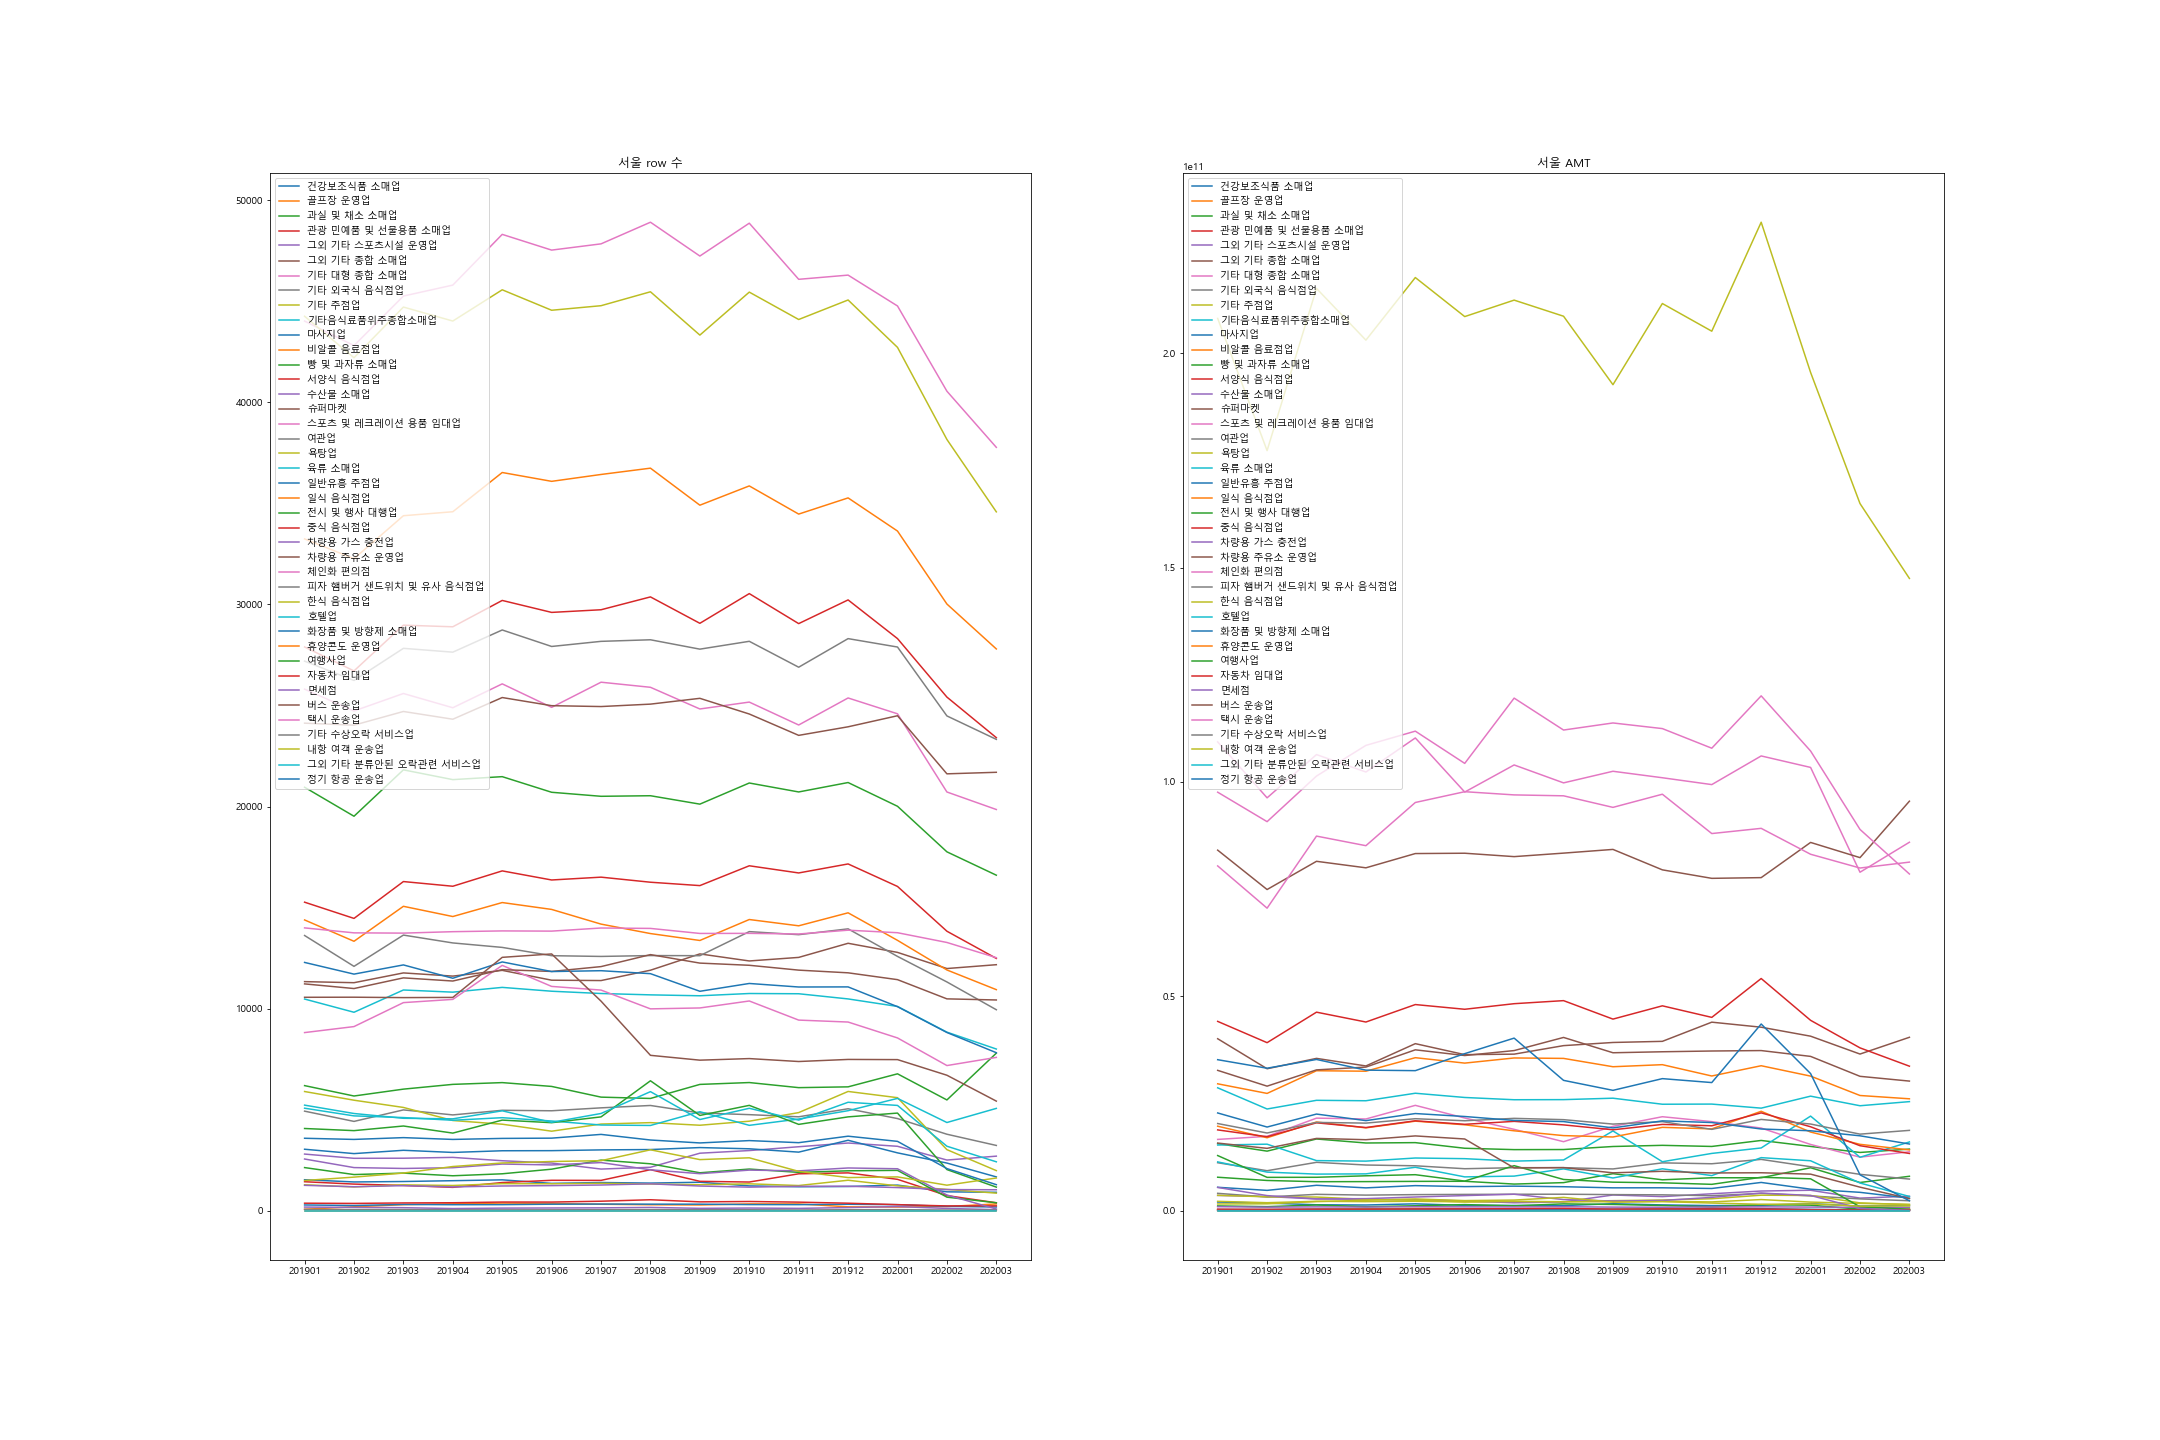 서울 row 수
50000
40000
30000
20000
10000
0
건강보조식품 소매업
골프장 운영업
과실 및 채소 소매업
관광 민예품 및 선물용품 소매업
그외 기타 스포츠시설 운영업
그외 기타 종합 소매업
기타 대형 종합 소매업
기타 외국식 음식점업
기타 주점업
기타음식료품위주종합소매업
마사지업
비알콜 음료점업
빵 및 과자류 소매업
서양식 음식점업
수산물 소매업
슈퍼마켓
스포츠 및 레크레이션 용품 임대업
여관업
욕탕업
육류 소매업
일반유흥 주점업
일식 음식점업
전시 및 행사 대행업
중식 음식점업
차량용 가스 충전업
차량용 주유소 운영업
체인화 편의점
피자 햄버거 샌드위치 및 유사 음식점업
한식 음식점업
호텔업
화장품 및 방향제 소매업
휴양콘도 운영업
여행사업
자동차 임대업
면세점
버스 운송업
택시 운송업
기타 수상오락 서비스업
내항 여객 운송업
그외 기타 분류안된 오락관련 서비스업
정기 항공 운송업
201901 201902 201903 201904 201905 201906 201907 201908 201909 201910 201911 201912 202001 202002 202003
서울 AMT
1e11
2.0
1.5
1.0
0.5
0.0
건강보조식품 소매업
골프장 운영업
과실 및 채소 소매업
관광 민예품 및 선물용품 소매업
그외 기타 스포츠시설 운영업
그외 기타 종합 소매업
기타 대형 종합 소매업
기타 외국식 음식점업
기타 주점업
기타음식료품위주종합소매업
마사지업
비알콜 음료점업
빵 및 과자류 소매업
서양식 음식점업
수산물 소매업
슈퍼마켓
스포츠 및 레크레이션 용품 임대업
여관업
욕탕업
육류 소매업
일반유흥 주점업
일식 음식점업
전시 및 행사 대행업
중식 음식점업
차량용 가스 충전업
차량용 주유소 운영업
체인화 편의점
피자 햄버거 샌드위치 및 유사 음식점업
한식 음식점업
호텔업
화장품 및 방향제 소매업
휴양콘도 운영업
여행사업
자동차 임대업
면세점
버스 운송업
택시 운송업
기타 수상오락 서비스업
내항 여객 운송업
그외 기타 분류안된 오락관련 서비스업
정기 항공 운송업
201901 201902 201903 201904 201905 201906 201907 201908 201909 201910 201911 201912 202001 202002 202003